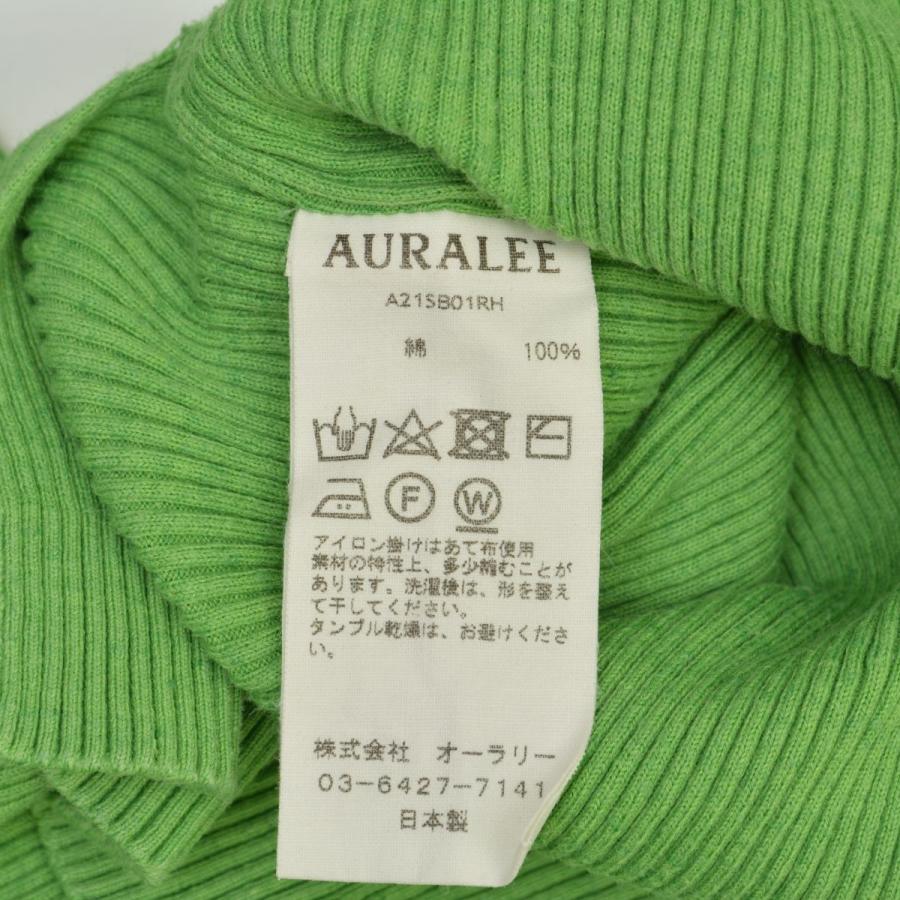 AURALEE
A21SB01RH
綿 100%
F W
アイロン掛けはあて布使用
素材の特性上、多少縮むことが
あります。洗濯後は、形を整え
て干してください。
タンブル乾燥は、お避けくださ
い。
株式会社 オーラリー
03-6427-7141
日本製